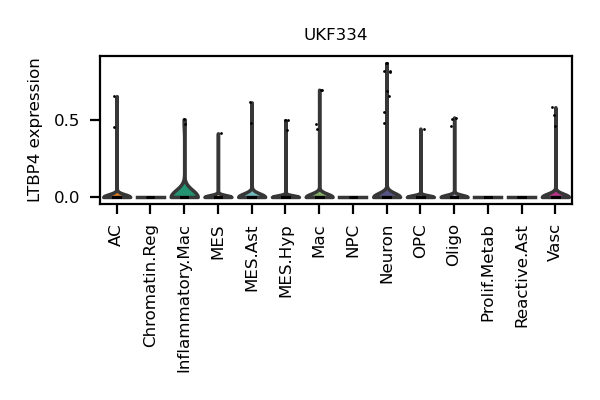 UKF334
LTBP4 expression
0.5
0.0
AC
Chromatin.Reg
Inflammatory.Mac
MES
MES.Ast
MES.Hyp
Mac
NPC
Neuron
OPC
Oligo
Prolif.Metab
Reactive.Ast
Vasc